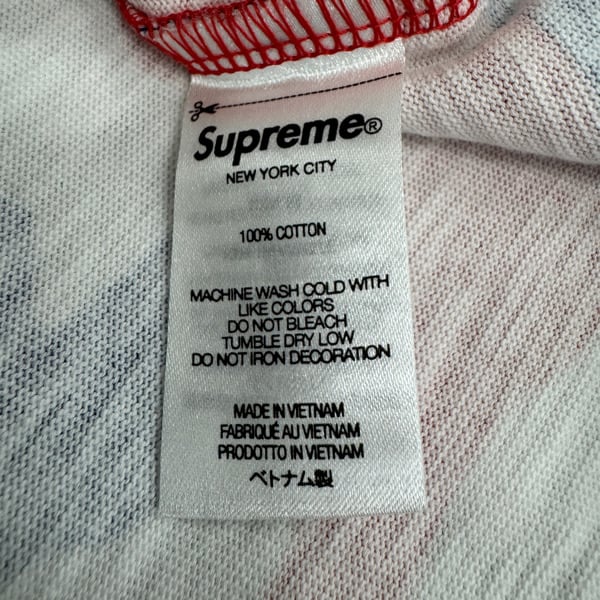 Supreme®
NEW YORK CITY
100% COTTON
MACHINE WASH COLD WITH
LIKE COLORS
DO NOT BLEACH
TUMBLE DRY LOW
DO NOT IRON DECORATION
MADE IN VIETNAM
FABRIQUÉ AU VIETNAM
PRODOTTO IN VIETNAM
ベトナム製